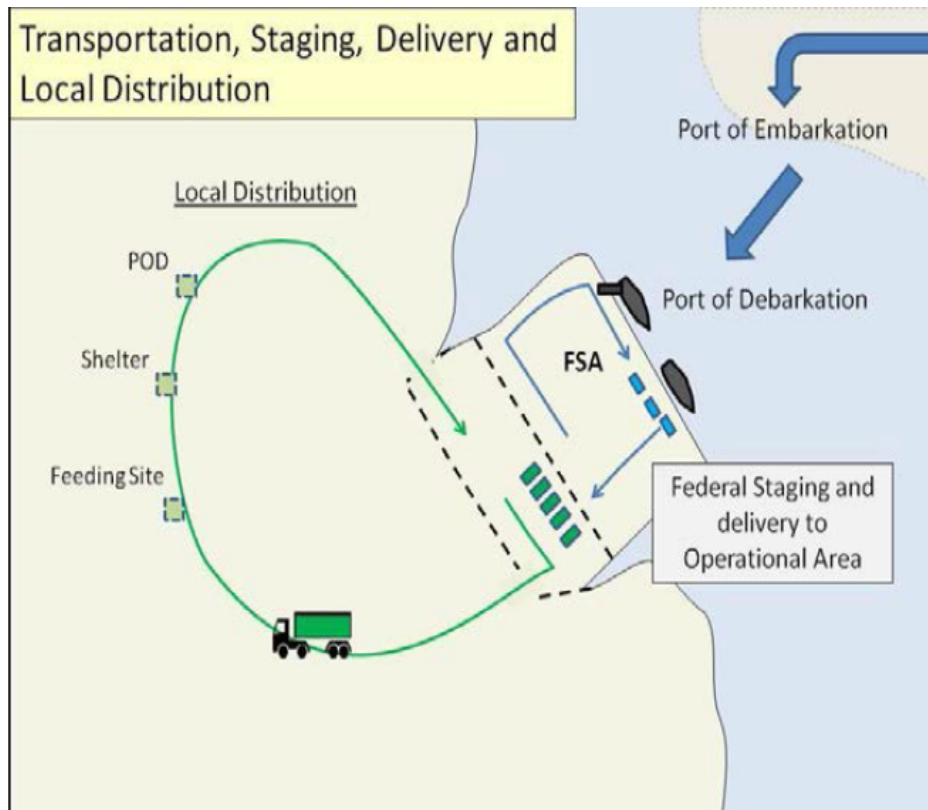 Transportation, Staging, Delivery and
Local Distribution
Port of Embarkation
Local Distribution
POD
Port of Debarkation
Shelter
FSA
Feeding Site
Federal Staging and
delivery to
Operational Area